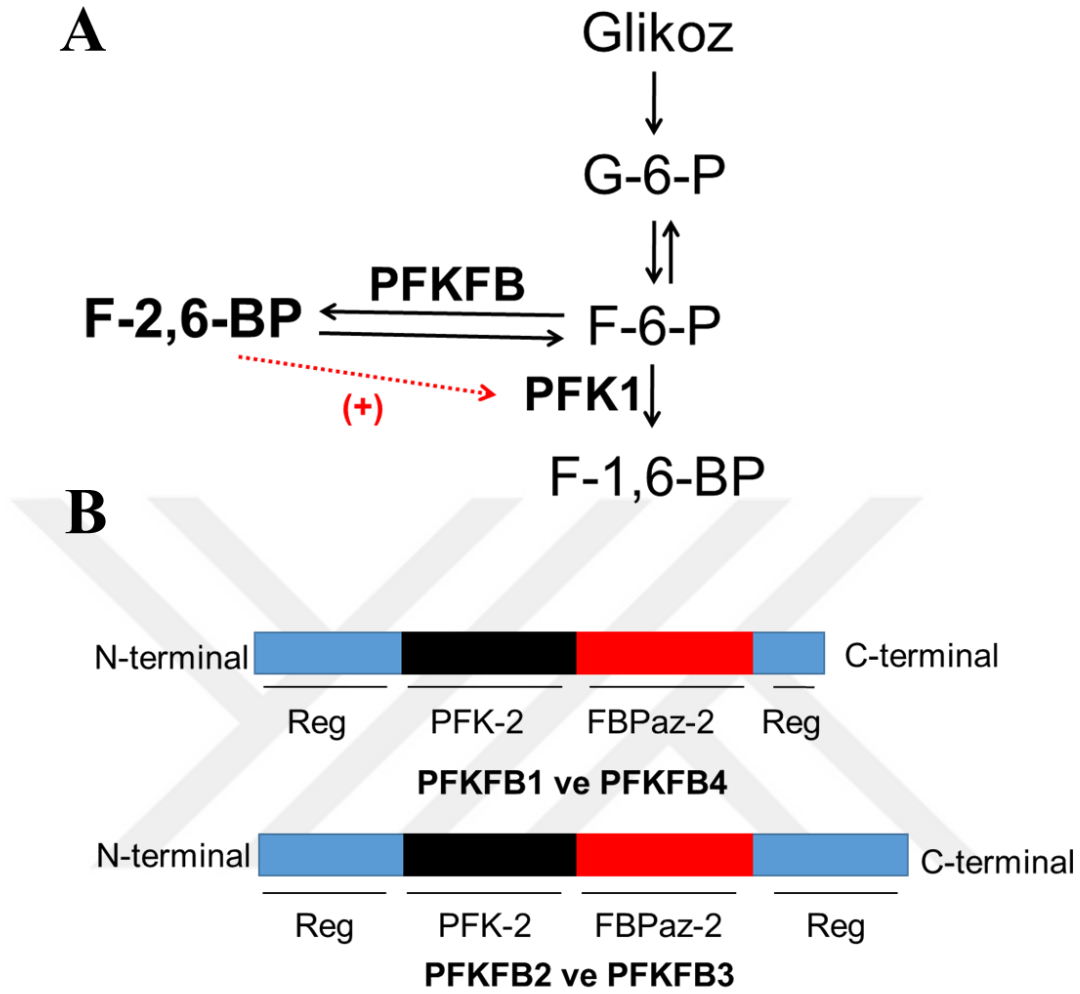 A
Glikoz
G-6-P
PFKFB
F-2,6-BP
F-6-P
(+)
PFK1
F-1,6-BP
B
N-terminal
C-terminal
Reg PFK-2 FBPaz-2 Reg
PFKFB1 ve PFKFB4
N-terminal
C-terminal
Reg PFK-2 FBPaz-2 Reg
PFKFB2 ve PFKFB3